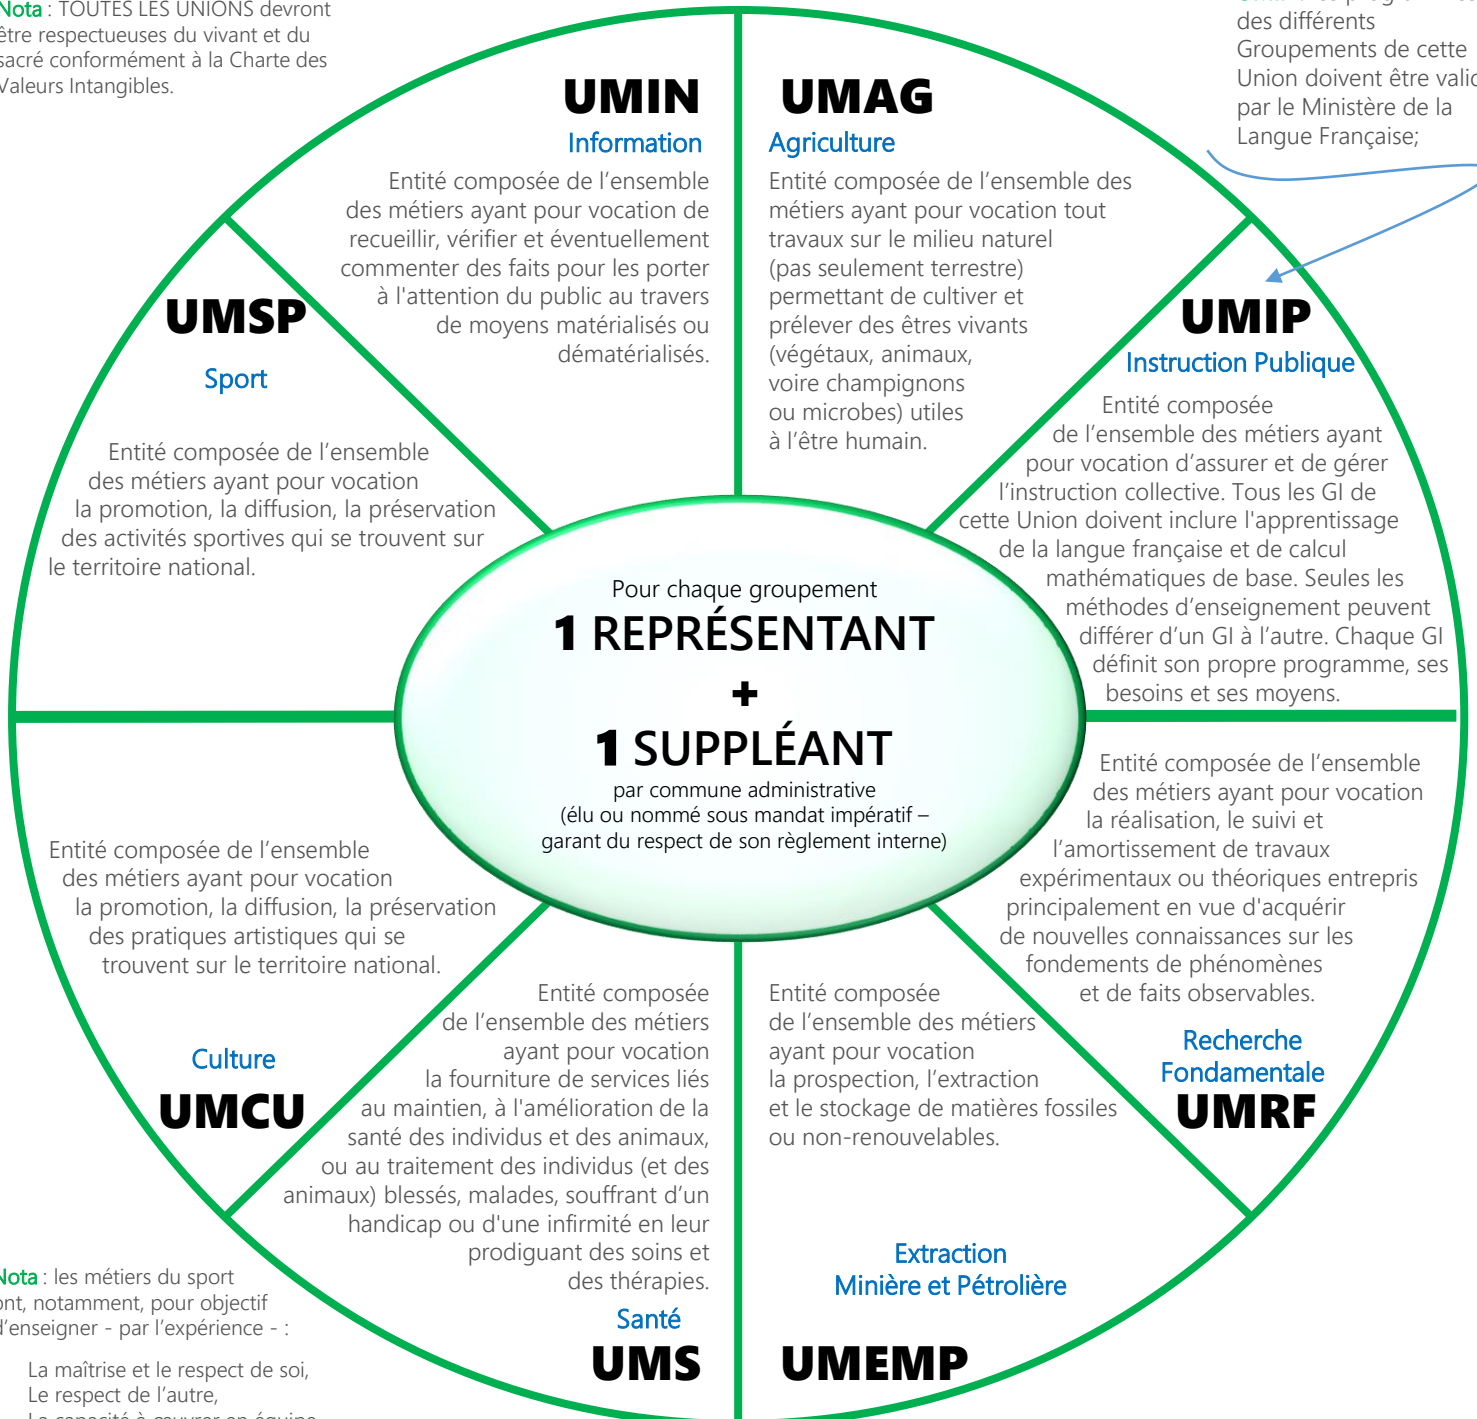 Nota : TOUTES LES UNIONS devront
être respectueuses du vivant et du
sacré conformément à la Charte des
Valeurs Intangibles.
des différents
Groupements de cette
Union doivent être
par le Ministère de la
Langue Française;
UMIN
Information
Entité composée de l’ensemble
des métiers ayant pour vocation de
recueillir, vérifier et éventuellement
commenter des faits pour les porter
à l'attention du public au travers
de moyens matérialisés ou
dématérialisés.
UMAG
Agriculture
Entité composée de l’ensemble des
métiers ayant pour vocation tout
travaux sur le milieu naturel
(pas seulement terrestre)
permettant de cultiver et
prélever des êtres vivants
(végétaux, animaux,
voire champignons
ou microbes) utiles
à l’être humain.
UMSP
Sport
Entité composée de l’ensemble
des métiers ayant pour vocation
la promotion, la diffusion, la préservation
des activités sportives qui se trouvent sur
le territoire national.
UMIP
Instruction Publique
Entité composée
de l’ensemble des métiers ayant
pour vocation d’assurer et de gérer
l’instruction collective. Tous les GI de
cette Union doivent inclure l'apprentissage
de la langue française et de calcul
mathématiques de base. Seules les
méthodes d’enseignement peuvent
différer d’un GI à l’autre. Chaque GI
définit son propre programme, ses
besoins et ses moyens.
Pour chaque groupement
1 REPRÉSENTANT
+
1 SUPPLÉANT
par commune administrative
(élu ou nommé sous mandat impératif –
garant du respect de son règlement interne)
Entité composée de l’ensemble
des métiers ayant pour vocation
la promotion, la diffusion, la préservation
des pratiques artistiques qui se
trouvent sur le territoire national.
Culture
UMCU
Entité composée de l’ensemble
des métiers ayant pour vocation
la réalisation, le suivi et
l’amortissement de travaux
expérimentaux ou théoriques entrepris
principalement en vue d'acquérir
de nouvelles connaissances sur les
fondements de phénomènes
et de faits observables.
Recherche
Fondamentale
UMRF
Entité composée
de l’ensemble des métiers
ayant pour vocation
la fourniture de services liés
au maintien, à l'amélioration de la
santé des individus et des animaux,
ou au traitement des individus (et des
animaux) blessés, malades, souffrant d’un
handicap ou d'une infirmité en leur
prodiguant des soins et
des thérapies.
Santé
UMS
Entité composée
de l’ensemble des métiers
ayant pour vocation
la prospection, l’extraction
et le stockage de matières fossiles
ou non-renouvelables.
Extraction
Minière et Pétrolière
UMEMP
Nota : les métiers du sport
ont, notamment, pour objectif
d’enseigner - par l’expérience - :
La maîtrise et le respect de soi,
Le respect de l’autre,
La capacité à œuvrer en équipe